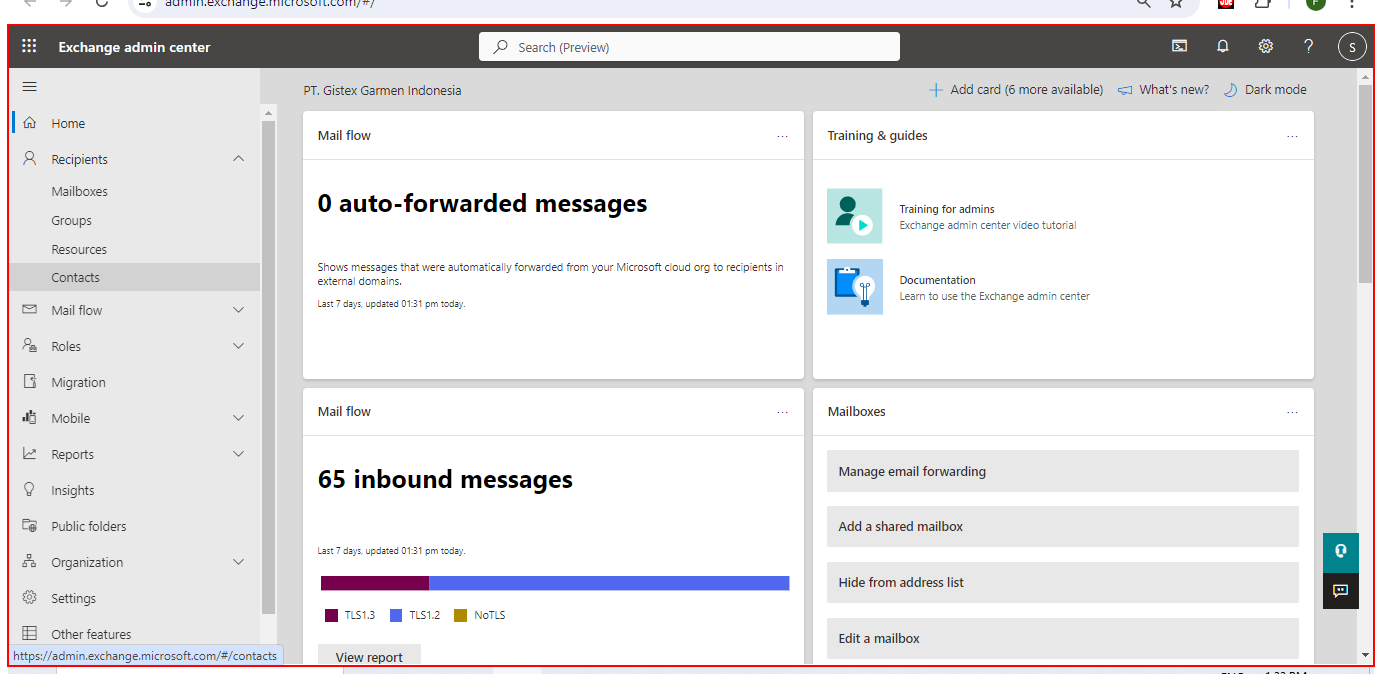 admin.exchange.microsoft.com/#/
Exchange admin center
Search (Preview)
S
PT. Gistex Garmen Indonesia
Add card (6 more available)
What's new?
Dark mode
Home
Recipients
Mailboxes
Groups
Resources
Contacts
Mail flow
Roles
Migration
Mobile
Reports
Insights
Public folders
Organization
Settings
Other features
https://admin.exchange.microsoft.com/#/contacts
Mail flow
0 auto-forwarded messages
Shows messages that were automatically forwarded from your Microsoft cloud org to recipients in
external domains.
Last 7 days, updated 01:31 pm today.
Training & guides
Training for admins
Exchange admin center video tutorial
Documentation
Learn to use the Exchange admin center
Mail flow
65 inbound messages
Last 7 days, updated 01:31 pm today.
TLS1.3
TLS1.2
NoTLS
View report
Mailboxes
Manage email forwarding
Add a shared mailbox
Hide from address list
Edit a mailbox